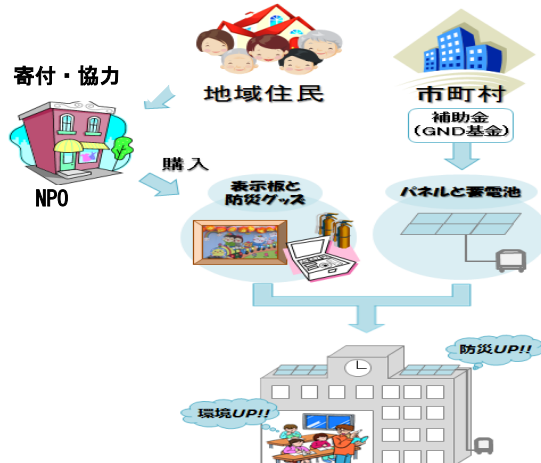 地域住民
市町村
寄付・協力
補助金
(GND基金)
NPO
購入
表示板と
防災グッズ
パネルと蓄電池
防災UP!!
環境UP!!